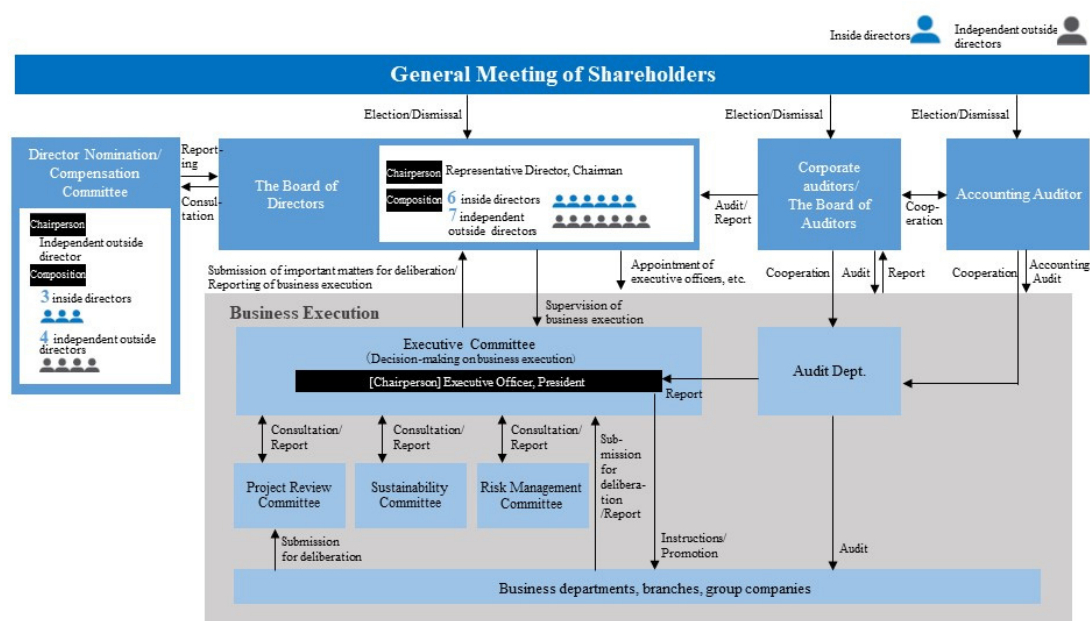 Inside directors
Independent outside
directors
General Meeting of Shareholders
Election/Dismissal
Election/Dismissal
Election/Dismissal
Director Nomination/
Compensation
Committee
Chairperson
Independent outside
director
Composition
3 inside directors
4 independent outside
directors
Report-
ing
Consul-
tation
The Board of
Directors
Chairperson
Representative Director, Chairman
Composition
6 inside directors
7 independent
outside directors
Audit/
Report
Corporate
auditors/
The Board of
Auditors
Coop-
eration
Accounting Auditor
Submission of important matters for deliberation/
Reporting of business execution
Supervision of
business execution
Appointment of
executive officers, etc.
Cooperation
Audit
Report
Cooperation
Accounting
Audit
Business Execution
Executive Committee
(Decision-making on business execution)
[Chairperson] Executive Officer, President
Report
Audit Dept.
Consultation/
Report
Consultation/
Report
Consultation/
Report
Sub-
mission
for
delibera-
tion
/Report
Project Review
Committee
Sustainability
Committee
Risk Management
Committee
Submission
for deliberation
Instructions/
Promotion
Audit
Business departments, branches, group companies